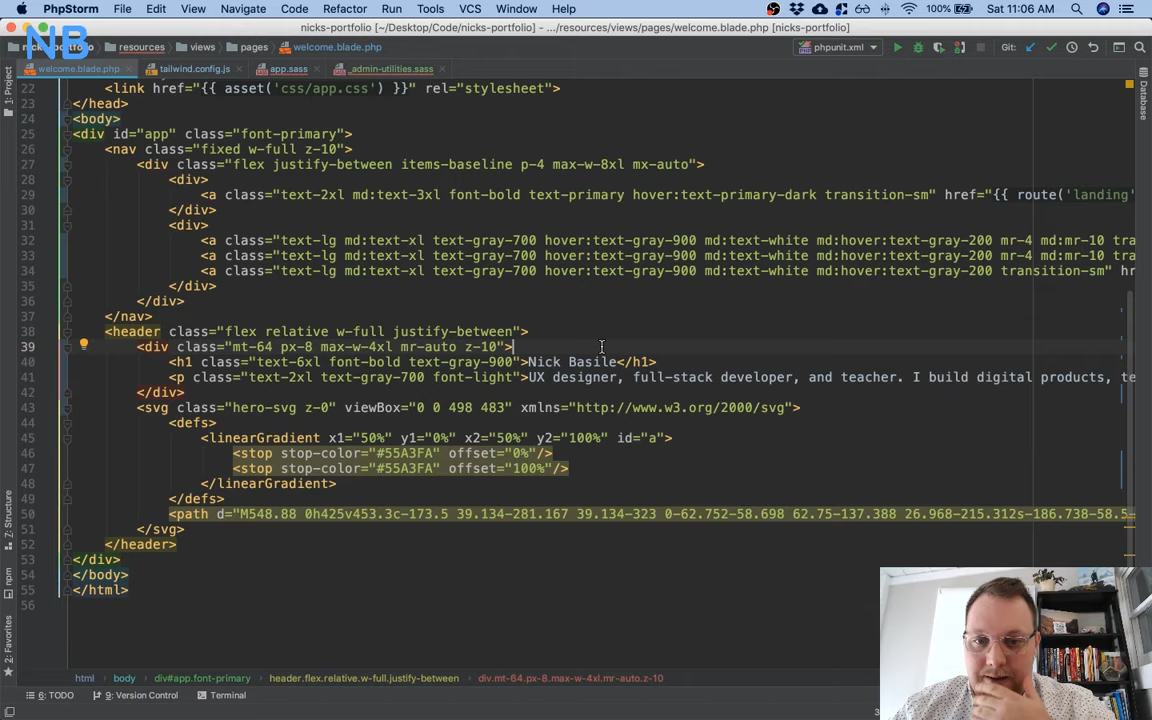 PhpStorm File Edit View Navigate Code Refactor Run Tools VCS Window Help 100% Sat 11:06 AM
nicks-portfolio [~/Desktop/Code/nicks-portfolio] - .../resources/views/pages/welcome.blade.php [nicks-portfolio]
NB
nicks-portfolio resources views pages welcome.blade.php phpunit.xml Git:
welcome.blade.php tailwind.config.js app.sass _admin-utilities.sass
1: Project
Database
22 <link href="{{ asset('css/app.css') }}" rel="stylesheet">
23 </head>
24 <body>
25 <div id="app" class="font-primary">
26 <nav class="fixed w-full z-10">
27 <div class="flex justify-between items-baseline p-4 max-w-8xl mx-auto">
28 <div>
29 <a class="text-2xl md:text-3xl font-bold text-primary hover:text-primary-dark transition-sm" href="{{ route('landing'
30 </div>
31 <div>
32 <a class="text-lg md:text-xl text-gray-700 hover:text-gray-900 md:text-white md:hover:text-gray-200 mr-4 md:mr-10 tra
33 <a class="text-lg md:text-xl text-gray-700 hover:text-gray-900 md:text-white md:hover:text-gray-200 mr-4 md:mr-10 tra
34 <a class="text-lg md:text-xl text-gray-700 hover:text-gray-900 md:text-white md:hover:text-gray-200 transition-sm" hr
35 </div>
36 </div>
37 </nav>
38 <header class="flex relative w-full justify-between">
39 <div class="mt-64 px-8 max-w-4xl mr-auto z-10">
40 <h1 class="text-6xl font-bold text-gray-900">Nick Basile</h1>
41 <p class="text-2xl text-gray-700 font-light">UX designer, full-stack developer, and teacher. I build digital products, te
42 </div>
43 <svg class="hero-svg z-0" viewBox="0 0 498 483" xmlns="http://www.w3.org/2000/svg">
44 <defs>
45 <linearGradient x1="50%" y1="0%" x2="50%" y2="100%" id="a">
46 <stop stop-color="#55A3FA" offset="0%"/>
47 <stop stop-color="#55A3FA" offset="100%"/>
48 </linearGradient>
49 </defs>
50 <path d="M548.88 0h425v453.3c-173.5 39.134-281.167 39.134-323 0-62.752-58.698 62.75-137.388 26.968-215.312s-186.738-58.5
51 </svg>
52 </header>
53 </div>
54 </body>
55 </html>
56
Z: Structure
npm
2: Favorites
html body div#app.font-primary header.flex.relative.w-full.justify-between div.mt-64.px-8.max-w-4xl.mr-auto.z-10
6: TODO 9: Version Control Terminal